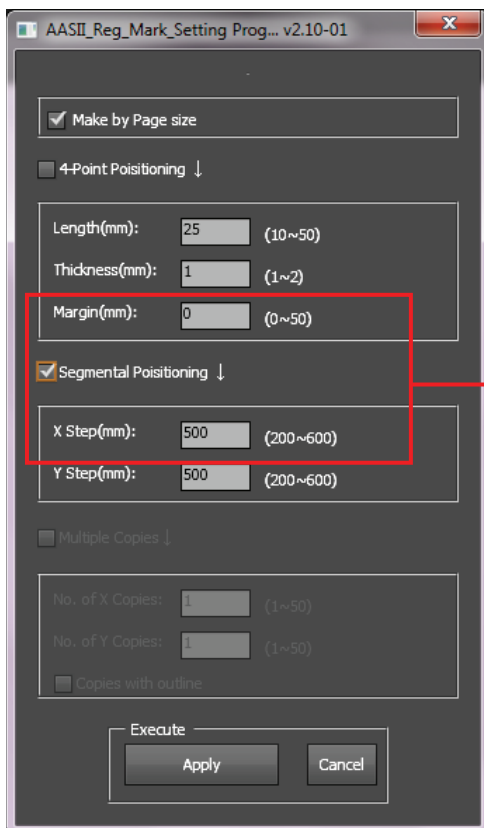 AASII_Reg_Mark_Setting Prog... v2.10-01
Make by Page size
4-Point Poisitioning ↓
Length(mm): 25 (10~50)
Thickness(mm): 1 (1~2)
Margin(mm): 0 (0~50)
Segmental Poisitioning ↓
X Step(mm): 500 (200~600)
Y Step(mm): 500 (200~600)
Multiple Copies ↓
No. of X Copies: 1 (1~50)
No. of Y Copies: 1 (1~50)
Copies with outline
Execute
Apply Cancel